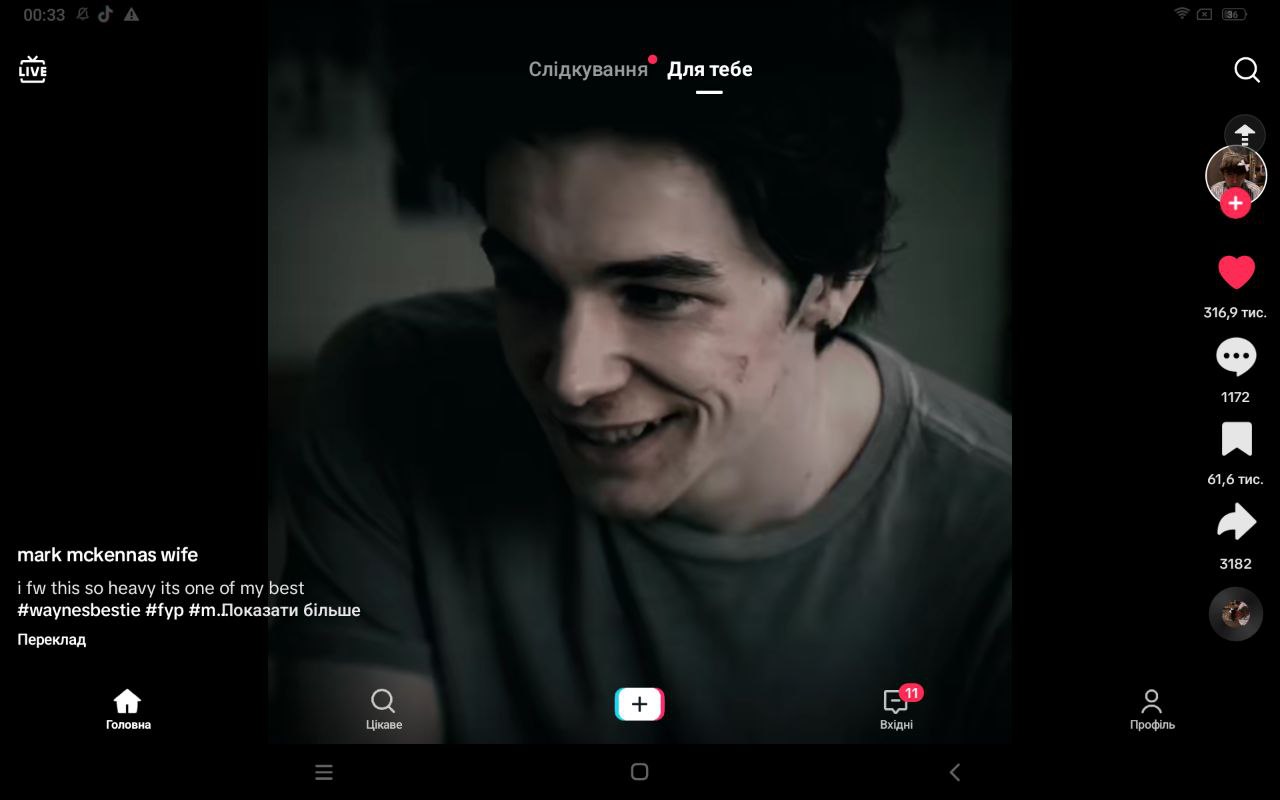 00:33
36
LIVE
Слідкування
Для тебе
316,9 тис.
1172
61,6 тис.
3182
mark mckennas wife
i fw this so heavy its one of my best
#waynesbestie #fyp #m...Показати більше
Переклад
Головна
Цікаве
11
Вхідні
Профіль